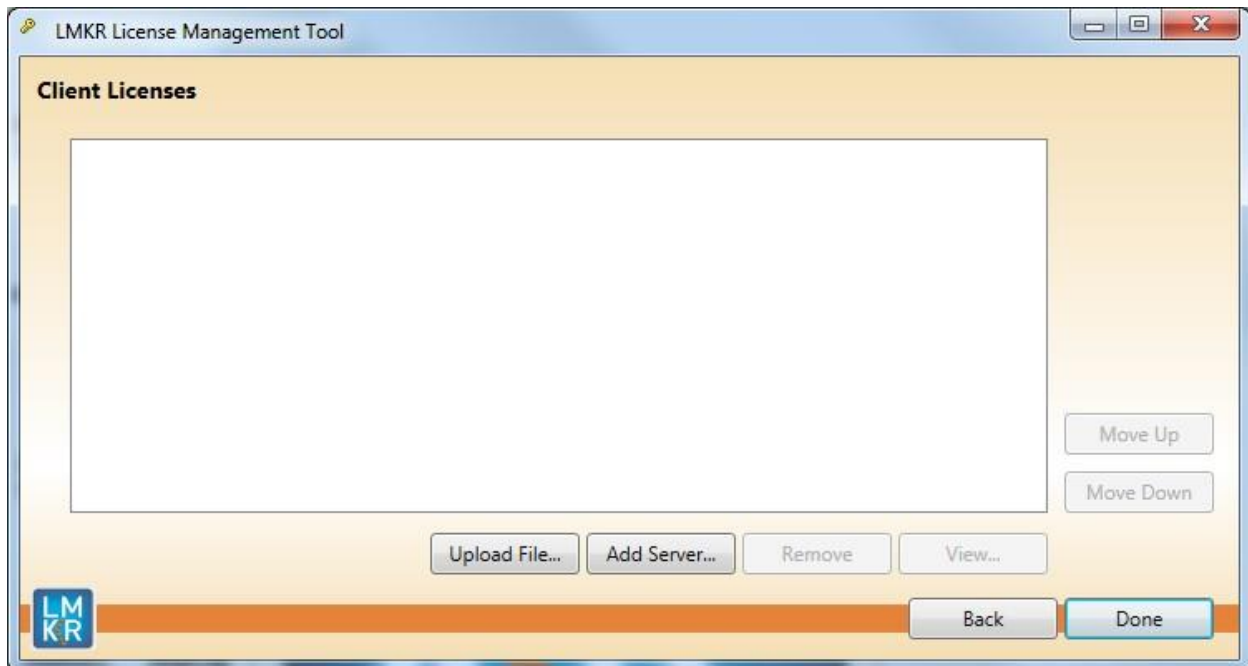 LMKR License Management Tool
Client Licenses
Move Up
Move Down
Upload File...
Add Server...
Remove
View...
LM
KR
Back
Done